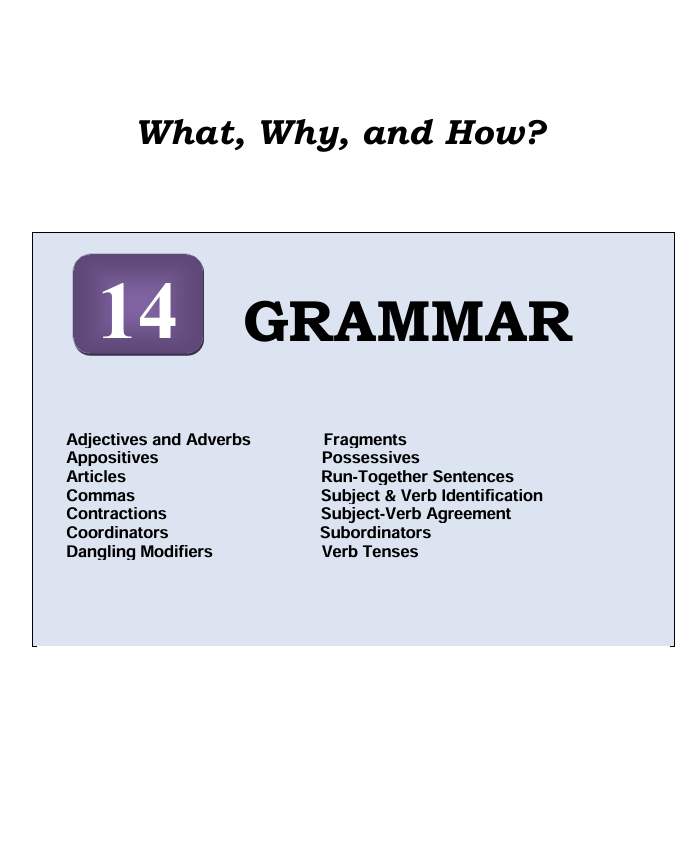 What, Why, and How?
14
GRAMMAR
Adjectives and Adverbs
Appositives
Articles
Commas
Contractions
Coordinators
Dangling Modifiers
Fragments
Possessives
Run-Together Sentences
Subject & Verb Identification
Subject-Verb Agreement
Subordinators
Verb Tenses